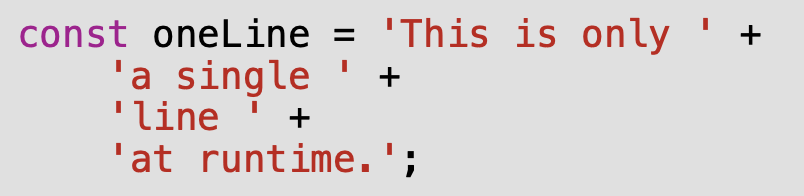 const oneLine = 'This is only ' +
    'a single ' +
    'line ' +
    'at runtime.';